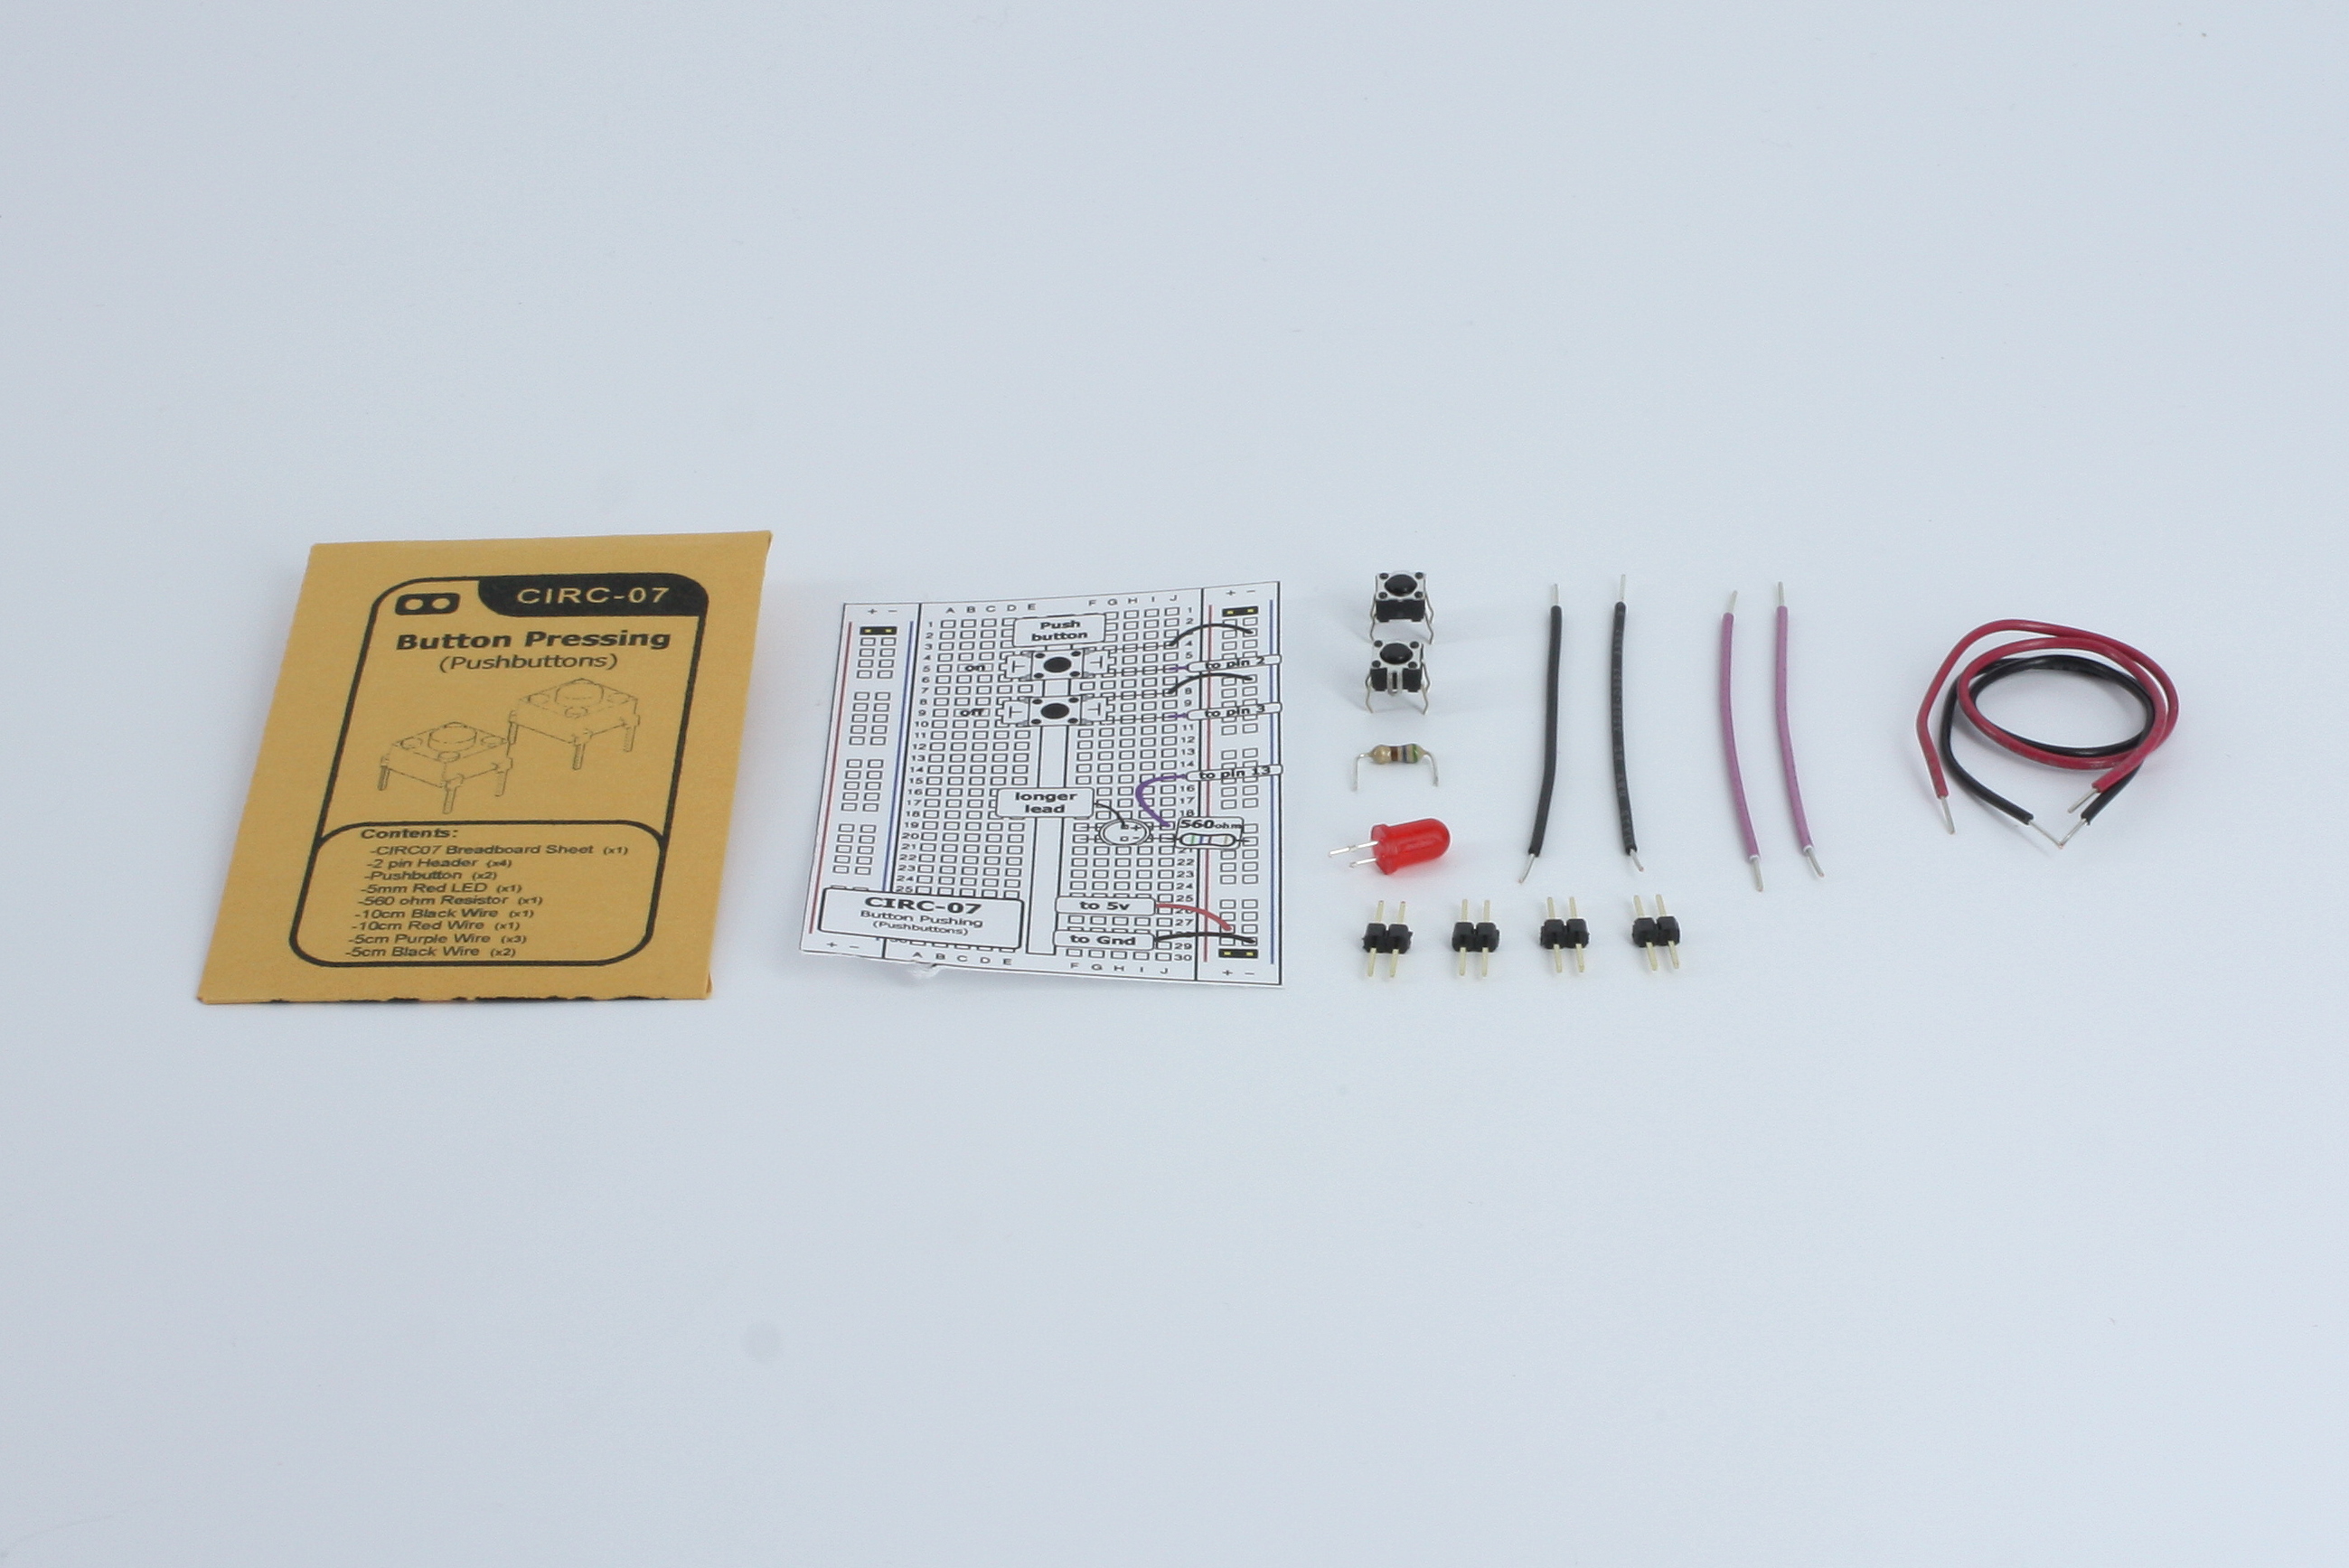 CIRC-07
Button Pressing
(Pushbuttons)
Contents:
-CIRC07 Breadboard Sheet (x1)
-2 pin Header (x4)
-Pushbutton (x2)
-5mm Red LED (x1)
-560 ohm Resistor (x1)
-10cm Black Wire (x1)
-10cm Red Wire (x1)
-5cm Purple Wire (x3)
-5cm Black Wire (x2)
+ -
A B C D E
F G H I J
+ -
Push
button
on
to pin 2
off
to pin 3
to pin 13
longer
lead
560ohm
CIRC-07
Button Pushing
(Pushbuttons)
to 5v
to Gnd
+ -
A B C D E
F G H I J
+ -